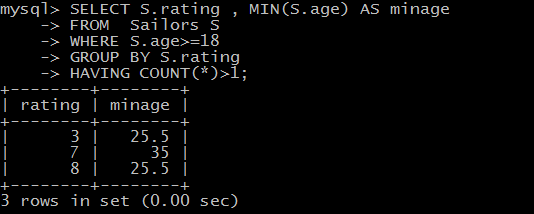 mysql> SELECT S.rating , MIN(S.age) AS minage
    -> FROM  Sailors S
    -> WHERE S.age>=18
    -> GROUP BY S.rating
    -> HAVING COUNT(*)>1;
+--------+--------+
| rating | minage |
+--------+--------+
|      3 |   25.5 |
|      7 |     35 |
|      8 |   25.5 |
+--------+--------+
3 rows in set (0.00 sec)